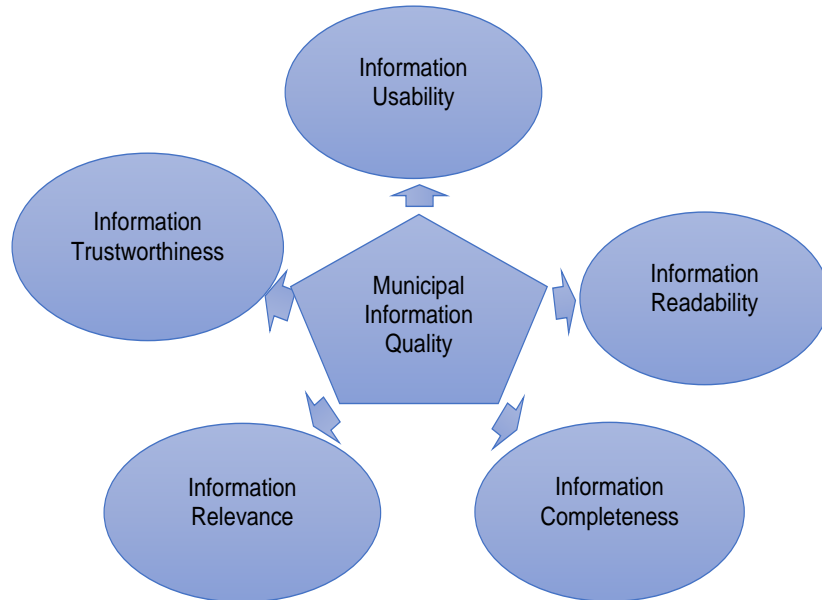 Information
Usability
Information
Trustworthiness
Municipal
Information
Quality
Information
Readability
Information
Relevance
Information
Completeness